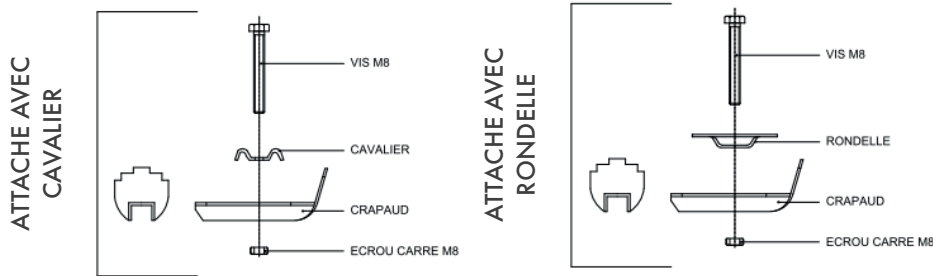 ATTACHE AVEC
CAVALIER
VIS M8
CAVALIER
CRAPAUD
ECROU CARRE M8
ATTACHE AVEC
RONDELLE
VIS M8
RONDELLE
CRAPAUD
ECROU CARRE M8